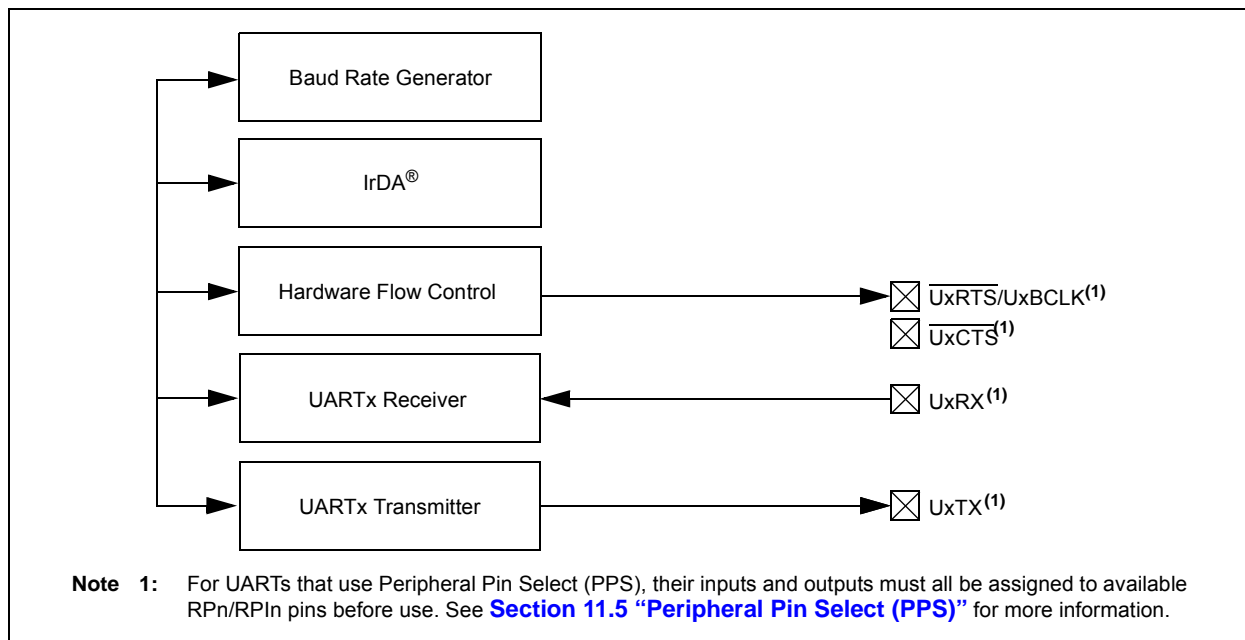 Baud Rate Generator
IrDA®
Hardware Flow Control
U̅x̅R̅T̅S̅/UxBCLK(1)
U̅x̅C̅T̅S̅(1)
UARTx Receiver
UxRX(1)
UARTx Transmitter
UxTX(1)
Note 1: For UARTs that use Peripheral Pin Select (PPS), their inputs and outputs must all be assigned to available
RPn/RPIn pins before use. See Section 11.5 “Peripheral Pin Select (PPS)” for more information.